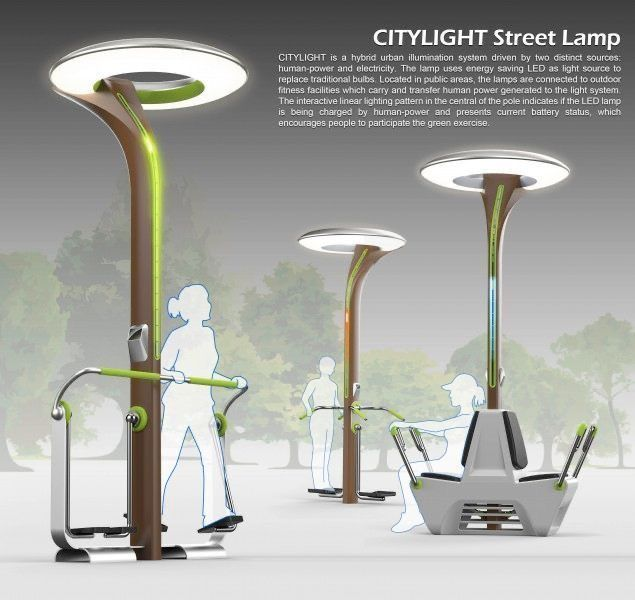 CITYLIGHT Street Lamp
CITYLIGHT is a hybrid urban illumination system driven by two distinct sources:
human-power and electricity. The lamp uses energy saving LED as light source to
replace traditional bulbs. Located in public areas, the lamps are connected to outdoor
fitness facilities which carry and transfer human power generated to the light system.
The interactive linear lighting pattern in the central of the pole indicates if the LED lamp
is being charged by human-power and presents current battery status, which
encourages people to participate the green exercise.